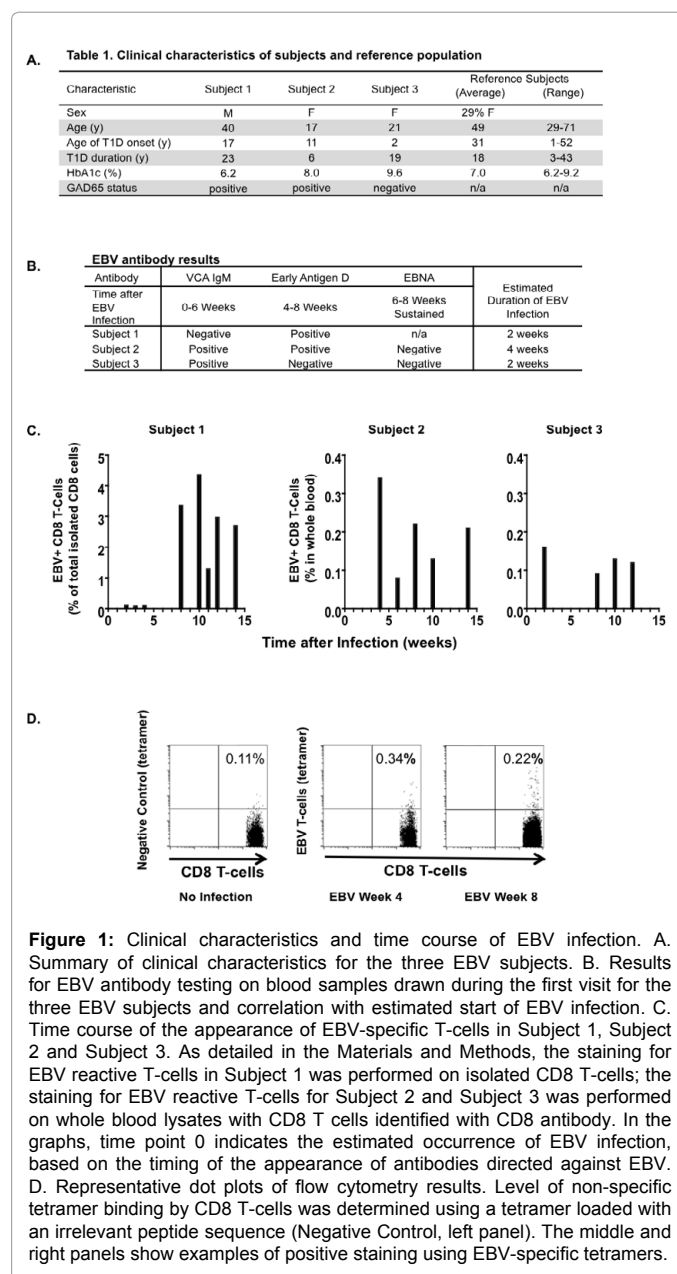 A.
Table 1. Clinical characteristics of subjects and reference population
Characteristic Subject 1 Subject 2 Subject 3 Reference Subjects
(Average) (Range)
Sex M F F 29% F
Age (y) 40 17 21 49 29-71
Age of T1D onset (y) 17 11 2 31 1-52
T1D duration (y) 23 6 19 18 3-43
HbA1c (%) 6.2 8.0 9.6 7.0 6.2-9.2
GAD65 status positive positive negative n/a n/a
B.
EBV antibody results
Antibody VCA IgM Early Antigen D EBNA Estimated Duration of EBV Infection
Time after EBV Infection 0-6 Weeks 4-8 Weeks 6-8 Weeks Sustained
Subject 1 Negative Positive n/a 2 weeks
Subject 2 Positive Positive Negative 4 weeks
Subject 3 Positive Negative Negative 2 weeks
C.
Subject 1 Subject 2 Subject 3
EBV+ CD8 T-Cells
(% of total isolated CD8 cells)
5
4
3
2
1
0
0 5 10 15
EBV+ CD8 T-Cells
(% in whole blood)
0.4
0.3
0.2
0.1
0.0
0 5 10 15
0.4
0.3
0.2
0.1
0.0
0 5 10 15
Time after Infection (weeks)
D.
Negative Control (tetramer)
0.11%
CD8 T-cells
No Infection
EBV T-cells (tetramer)
0.34% 0.22%
CD8 T-cells
EBV Week 4 EBV Week 8
Figure 1: Clinical characteristics and time course of EBV infection. A.
Summary of clinical characteristics for the three EBV subjects. B. Results
for EBV antibody testing on blood samples drawn during the first visit for the
three EBV subjects and correlation with estimated start of EBV infection. C.
Time course of the appearance of EBV-specific T-cells in Subject 1, Subject
2 and Subject 3. As detailed in the Materials and Methods, the staining for
EBV reactive T-cells in Subject 1 was performed on isolated CD8 T-cells; the
staining for EBV reactive T-cells for Subject 2 and Subject 3 was performed
on whole blood lysates with CD8 T cells identified with CD8 antibody. In the
graphs, time point 0 indicates the estimated occurrence of EBV infection,
based on the timing of the appearance of antibodies directed against EBV.
D. Representative dot plots of flow cytometry results. Level of non-specific
tetramer binding by CD8 T-cells was determined using a tetramer loaded with
an irrelevant peptide sequence (Negative Control, left panel). The middle and
right panels show examples of positive staining using EBV-specific tetramers.